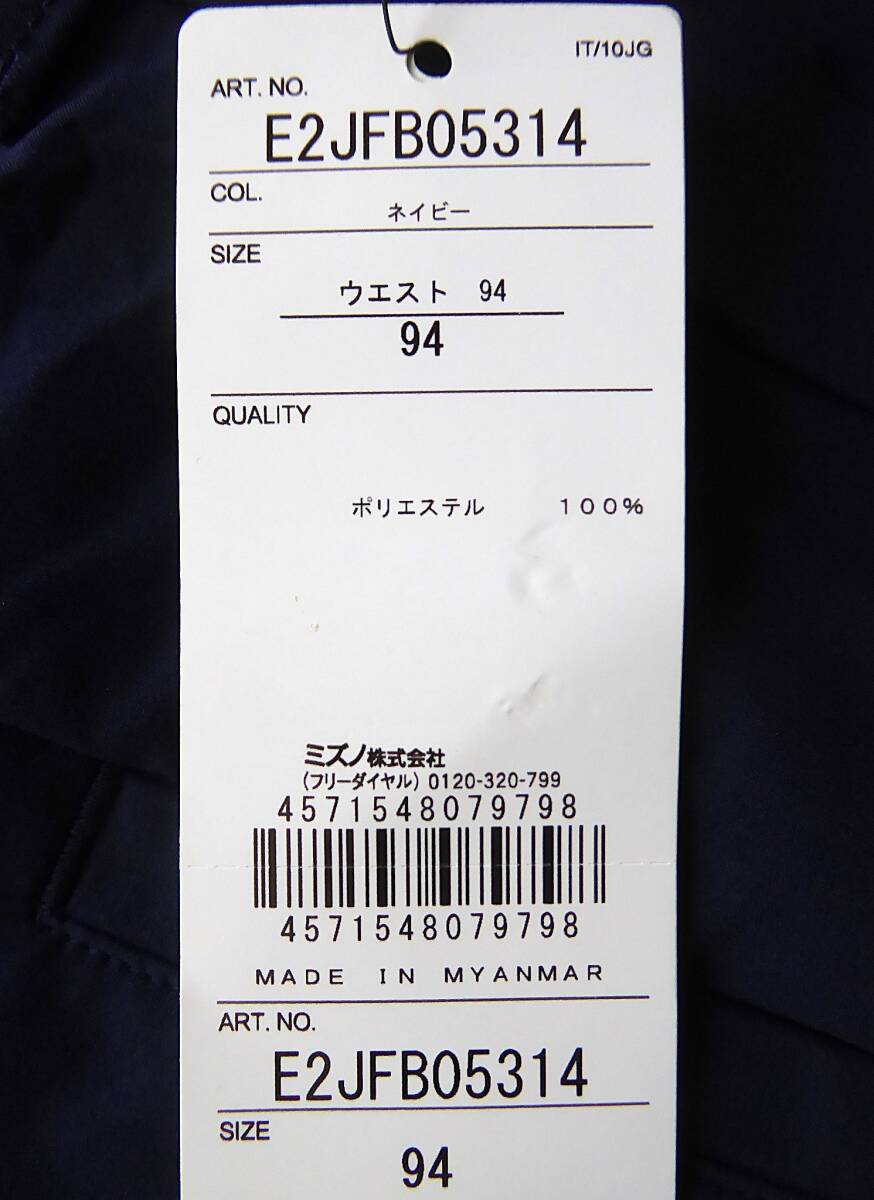 IT/10JG
ART. NO.
E2JFB05314
COL.
ネイビー
SIZE
ウエスト 94
94
QUALITY
ポリエステル 100%
ミズノ株式会社
(フリーダイヤル) 0120-320-799
4571548079798
4571548079798
MADE IN MYANMAR
ART. NO.
E2JFB05314
SIZE
94